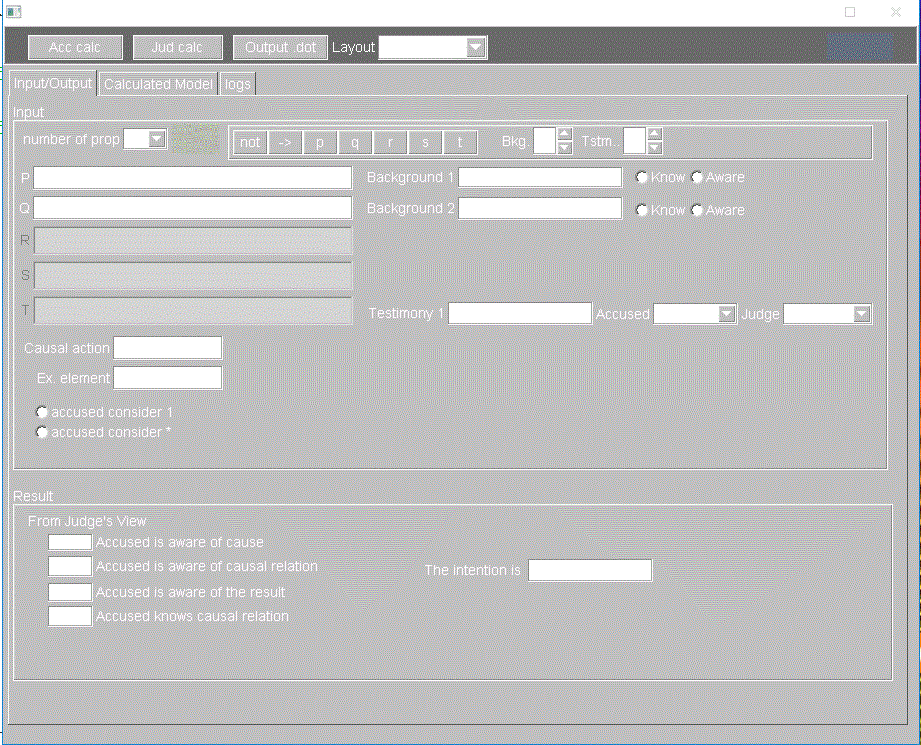 Acc calc Jud calc Output dot Layout
Input/Output Calculated Model logs
Input
number of prop not -> p q r s t Bkg. Tstm.
P Background 1 Know Aware
Q Background 2 Know Aware
R
S
T Testimony 1 Accused Judge
Causal action
Ex. element
accused consider 1
accused consider *
Result
From Judge's View
Accused is aware of cause
Accused is aware of causal relation The intention is
Accused is aware of the result
Accused knows causal relation